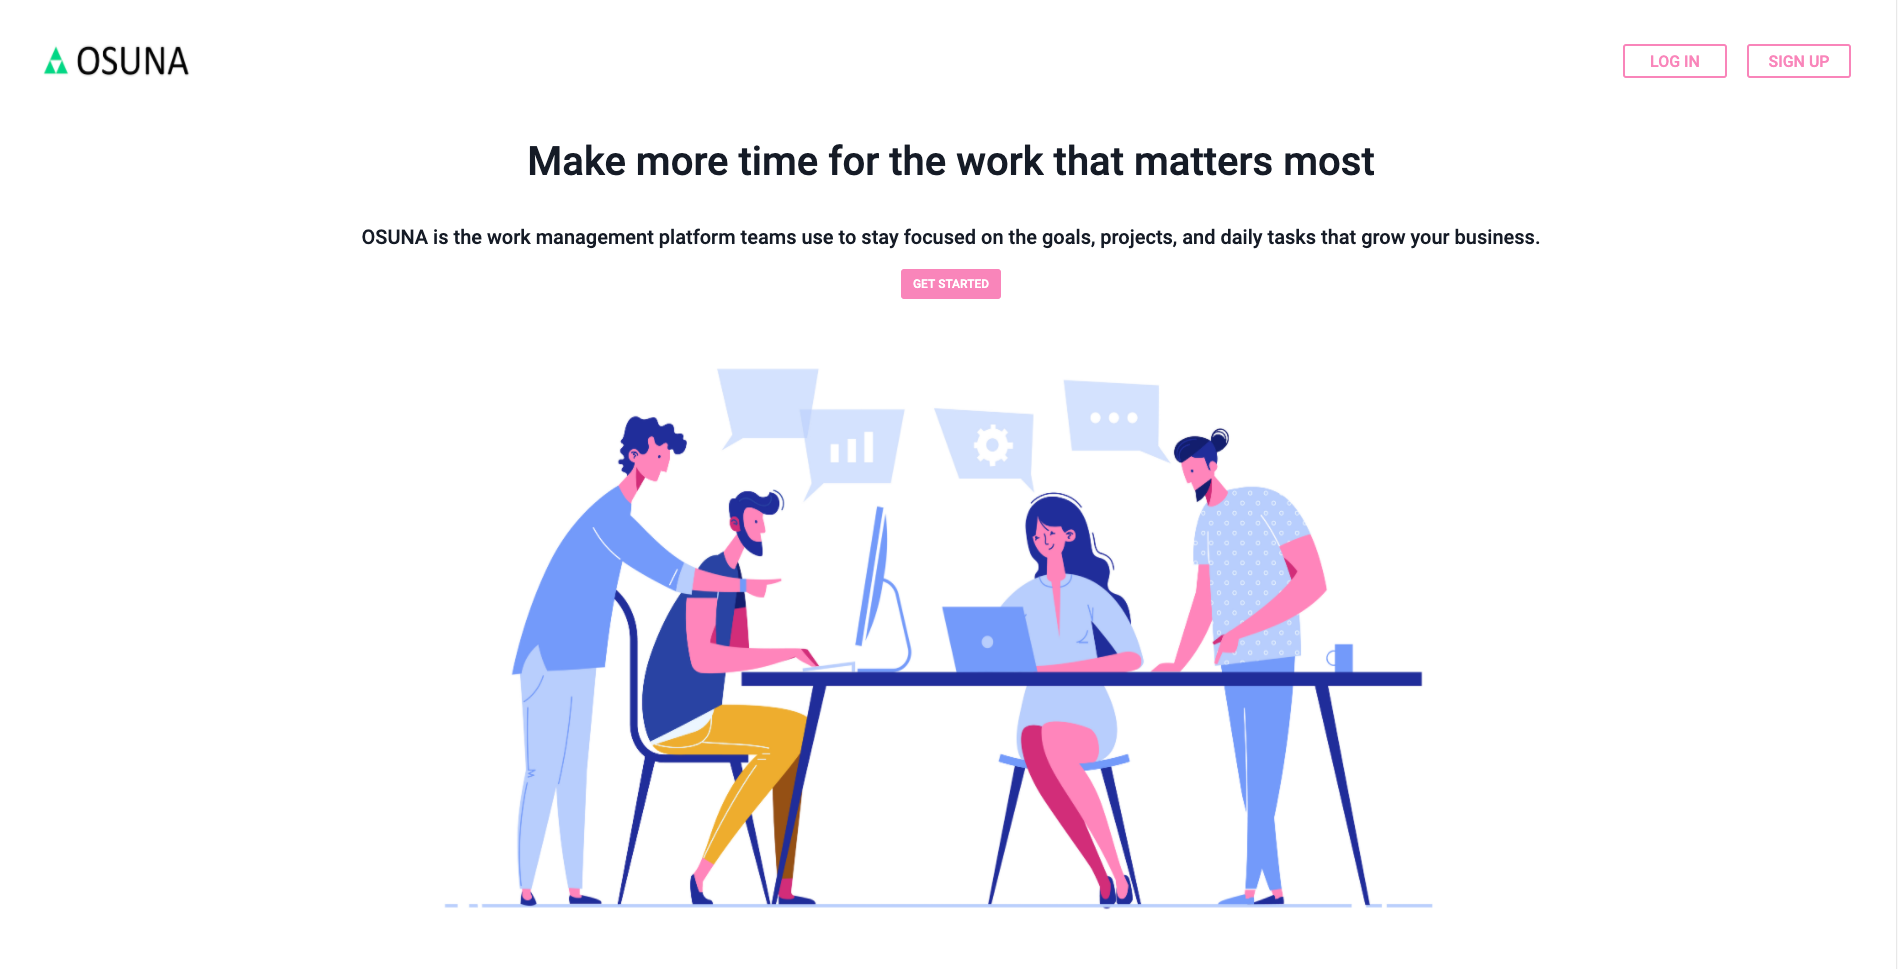 OSUNA
LOG IN
SIGN UP
Make more time for the work that matters most
OSUNA is the work management platform teams use to stay focused on the goals, projects, and daily tasks that grow your business.
GET STARTED